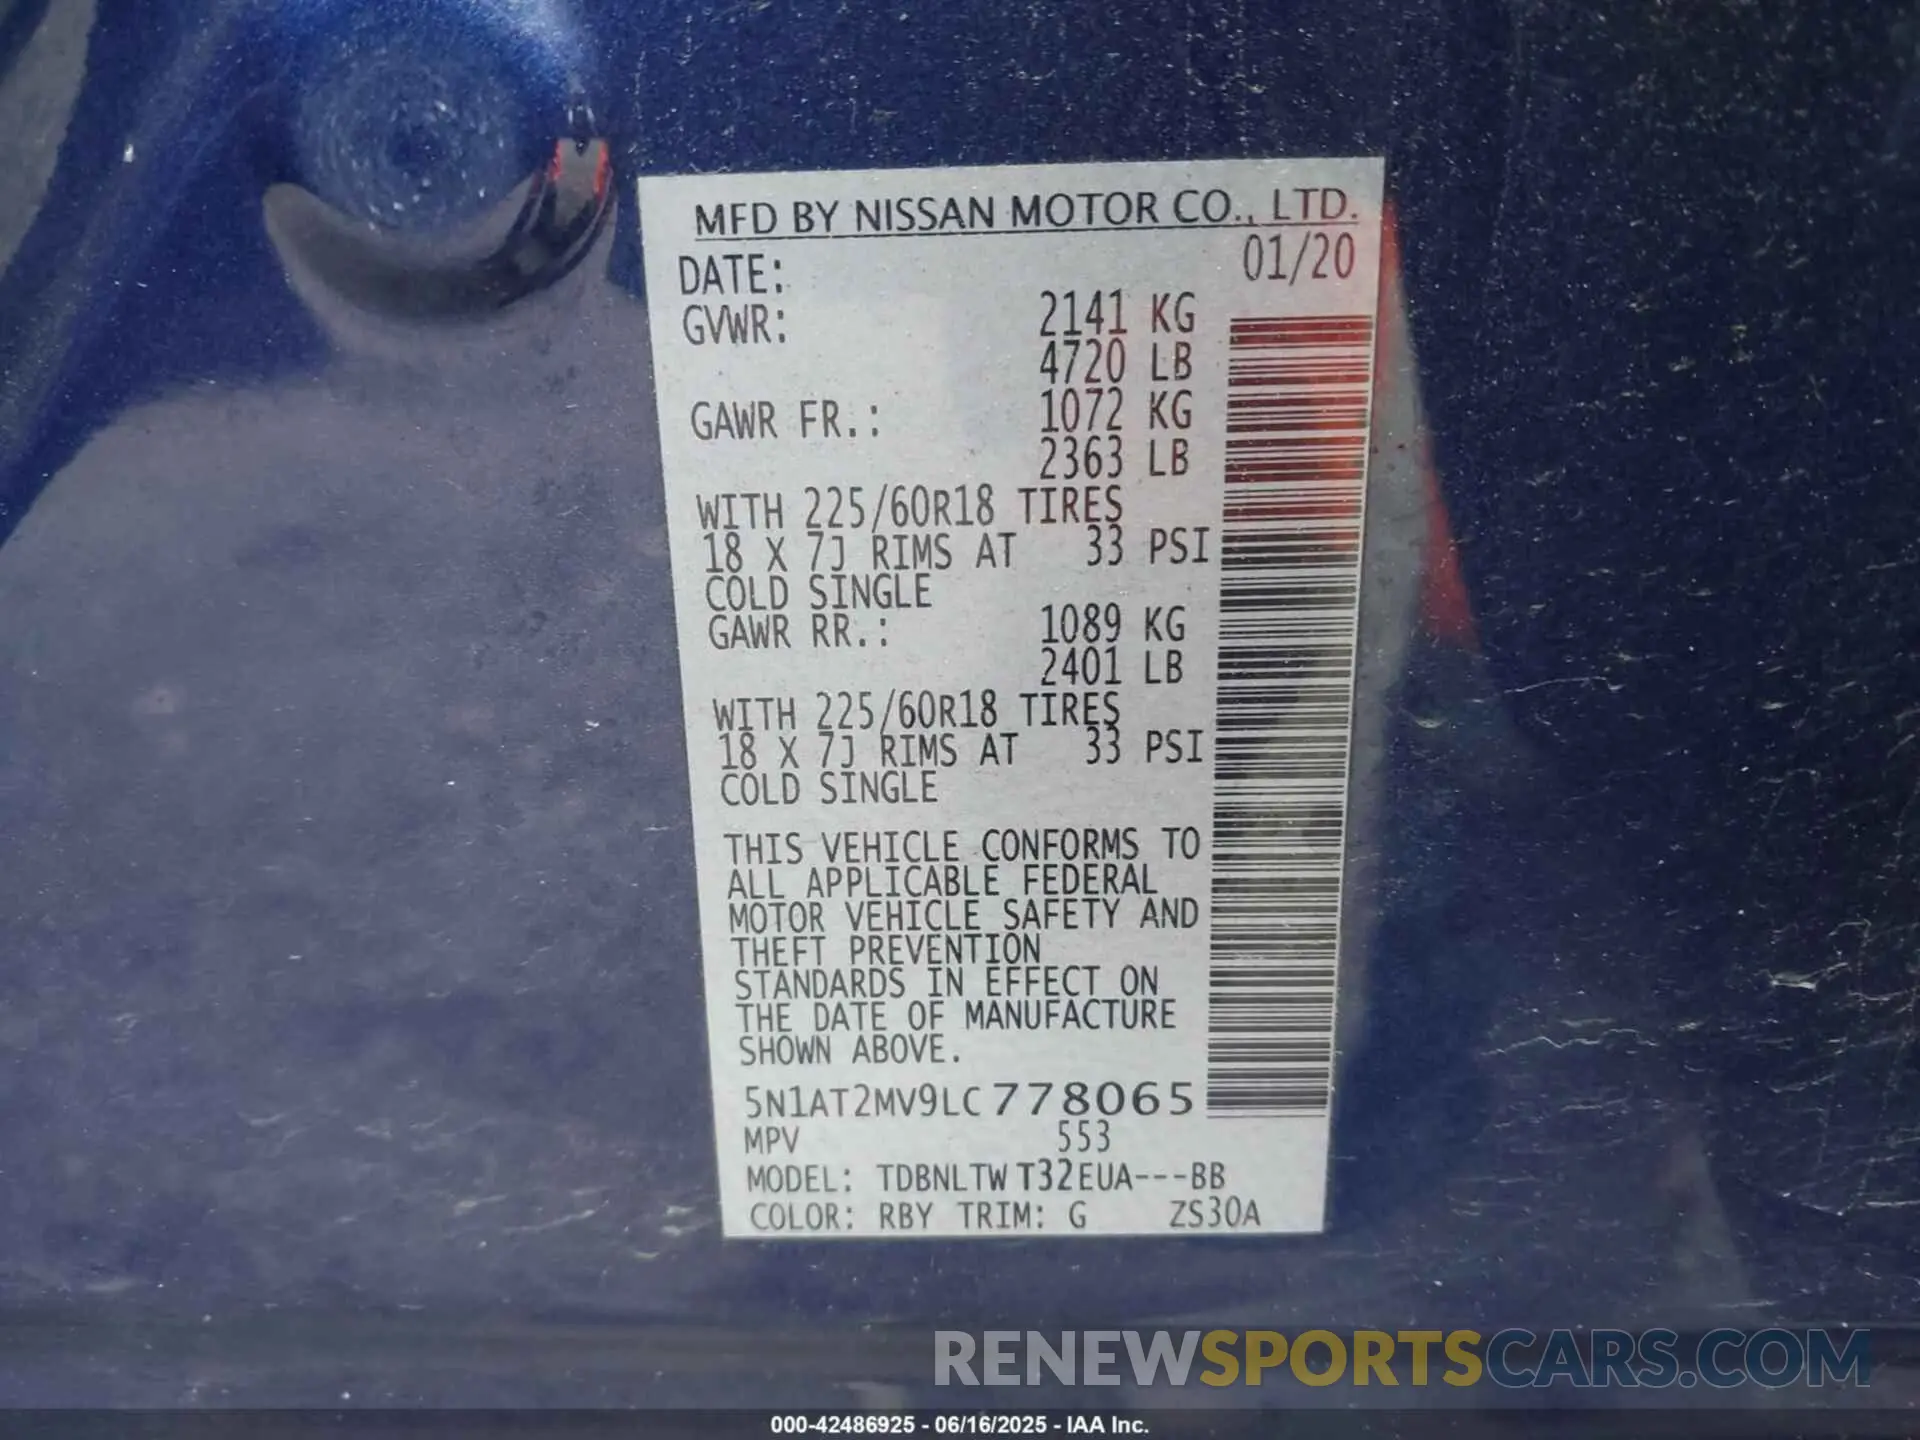 MFD BY NISSAN MOTOR CO., LTD.
DATE: 01/20
GVWR: 2141 KG
4720 LB
GAWR FR.: 1072 KG
2363 LB
WITH 225/60R18 TIRES
18 X 7J RIMS AT 33 PSI
COLD SINGLE
GAWR RR.: 1089 KG
2401 LB
WITH 225/60R18 TIRES
18 X 7J RIMS AT 33 PSI
COLD SINGLE
THIS VEHICLE CONFORMS TO
ALL APPLICABLE FEDERAL
MOTOR VEHICLE SAFETY AND
THEFT PREVENTION
STANDARDS IN EFFECT ON
THE DATE OF MANUFACTURE
SHOWN ABOVE.
5N1AT2MV9LC778065
MPV 553
MODEL: TDBNLTW T32EUA---BB
COLOR: RBY TRIM: G ZS30A
RENEWSPORTSCARS.COM
000-42486925 - 06/16/2025 - IAA Inc.